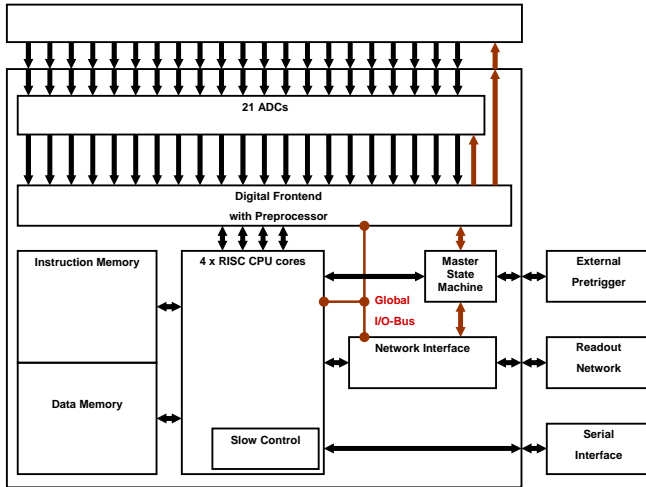 21 ADCs
Digital Frontend
with Preprocessor
Instruction Memory
4 x RISC CPU cores
Master
State
Machine
External
Pretrigger
Global
I/O-Bus
Network Interface
Readout
Network
Data Memory
Slow Control
Serial
Interface